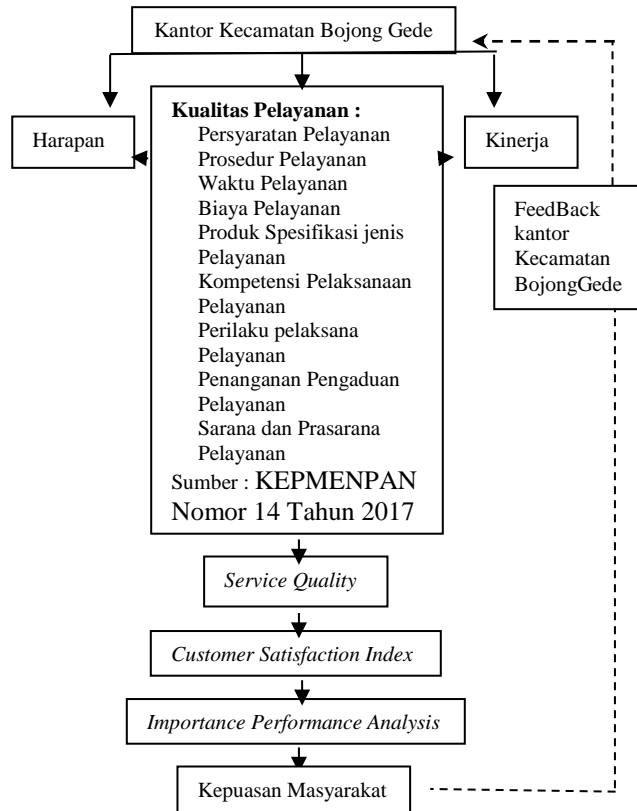 Kantor Kecamatan Bojong Gede
Harapan
Kualitas Pelayanan :
Persyaratan Pelayanan
Prosedur Pelayanan
Waktu Pelayanan
Biaya Pelayanan
Produk Spesifikasi jenis
Pelayanan
Kompetensi Pelaksanaan
Pelayanan
Perilaku pelaksana
Pelayanan
Penanganan Pengaduan
Pelayanan
Sarana dan Prasarana
Pelayanan
Sumber : KEPMENPAN
Nomor 14 Tahun 2017
Kinerja
FeedBack
kantor
Kecamatan
BojongGede
Service Quality
Customer Satisfaction Index
Importance Performance Analysis
Kepuasan Masyarakat